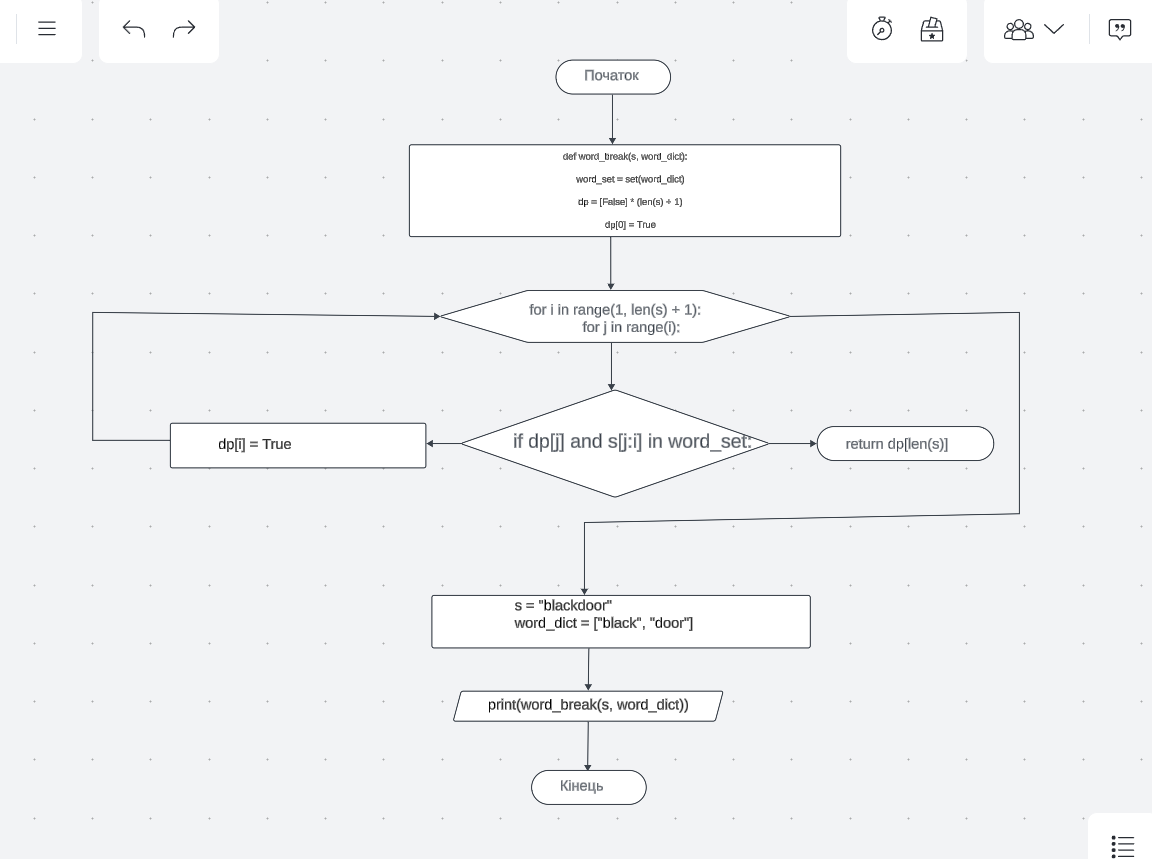 Початок
def word_break(s, word_dict):
word_set = set(word_dict)
dp = [False] * (len(s) + 1)
dp[0] = True
for i in range(1, len(s) + 1):
for j in range(i):
dp[i] = True
if dp[j] and s[j:i] in word_set:
return dp[len(s)]
s = "blackdoor"
word_dict = ["black", "door"]
print(word_break(s, word_dict))
Кінець